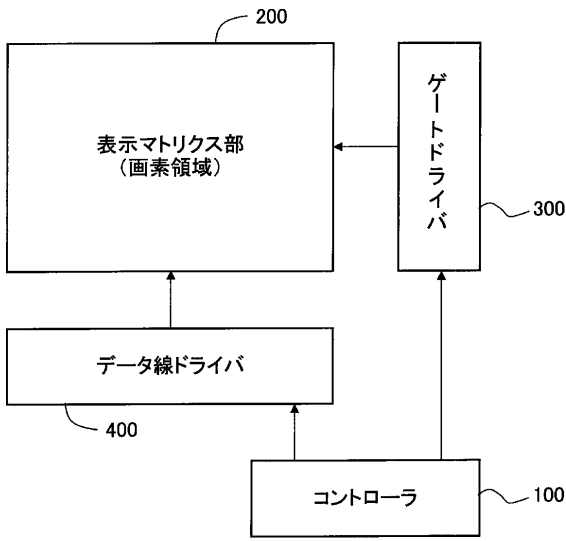 200
表示マトリクス部
(画素領域)
ゲートドライバ
300
データ線ドライバ
400
コントローラ
100